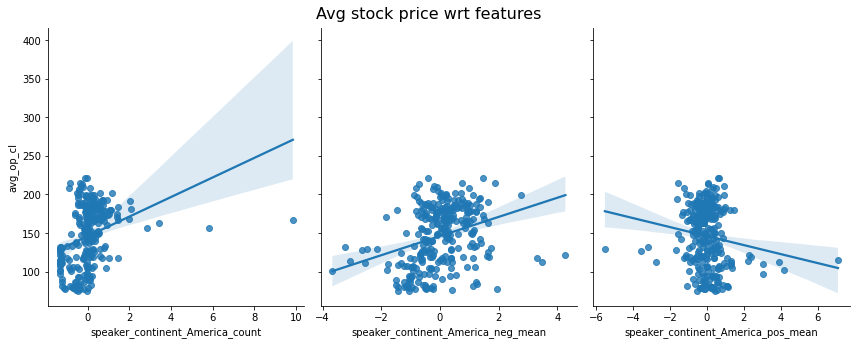 Avg stock price wrt features
400
350
300
250
200
150
100
avg_op_cl
0 2 4 6 8 10
speaker_continent_America_count
−4 −2 0 2 4
speaker_continent_America_neg_mean
−6 −4 −2 0 2 4 6
speaker_continent_America_pos_mean